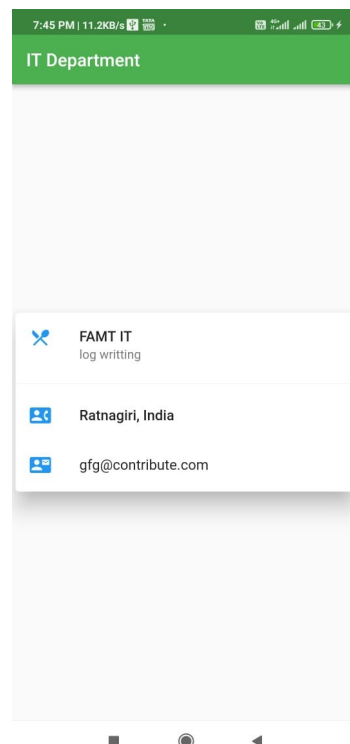 7:45 PM | 11.2KB/s
IT Department
FAMT IT
log writting
Ratnagiri, India
gfg@contribute.com